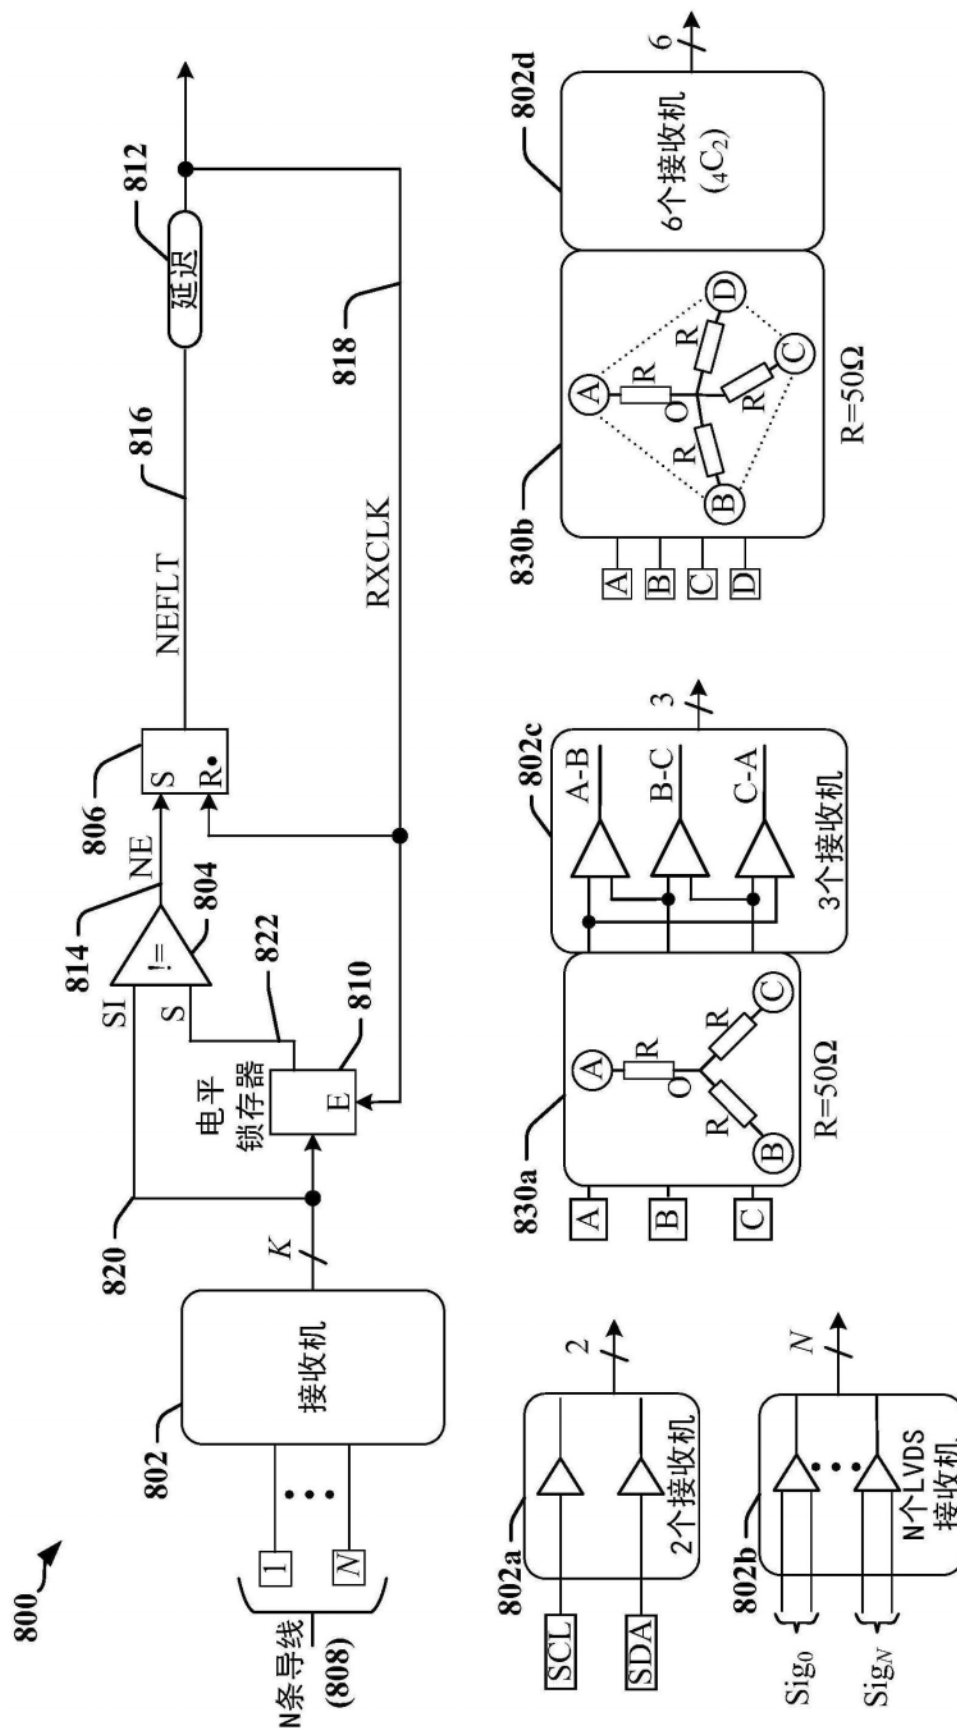 800
N条导线
(808)
1
N
802
接收机
K
820
SI
S
电平
锁存器
E
810
822
!=
804
814
NE
806
S
R
NEFLT
816
延迟
812
RXCLK
818
802a
SCL
SDA
2个接收机
2
802b
Sig0
SigN
N个LVDS
接收机
N
830a
A
B
C
A
R
O
R
R
B
C
R=50Ω
802c
A-B
B-C
C-A
3个接收机
3
830b
A
B
C
D
A
R
O
R
R
R
B
C
D
R=50Ω
802d
6个接收机
(4C2)
6